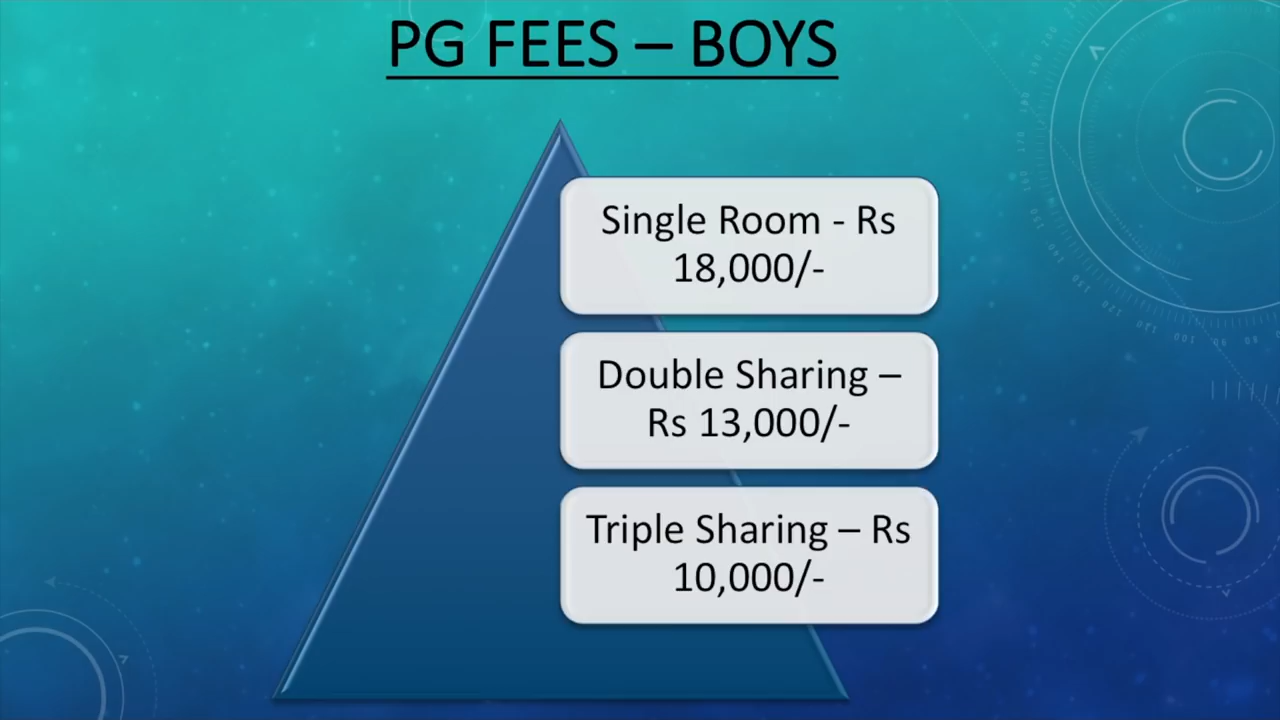 PG FEES – BOYS
Single Room - Rs
18,000/-
Double Sharing –
Rs 13,000/-
Triple Sharing – Rs
10,000/-